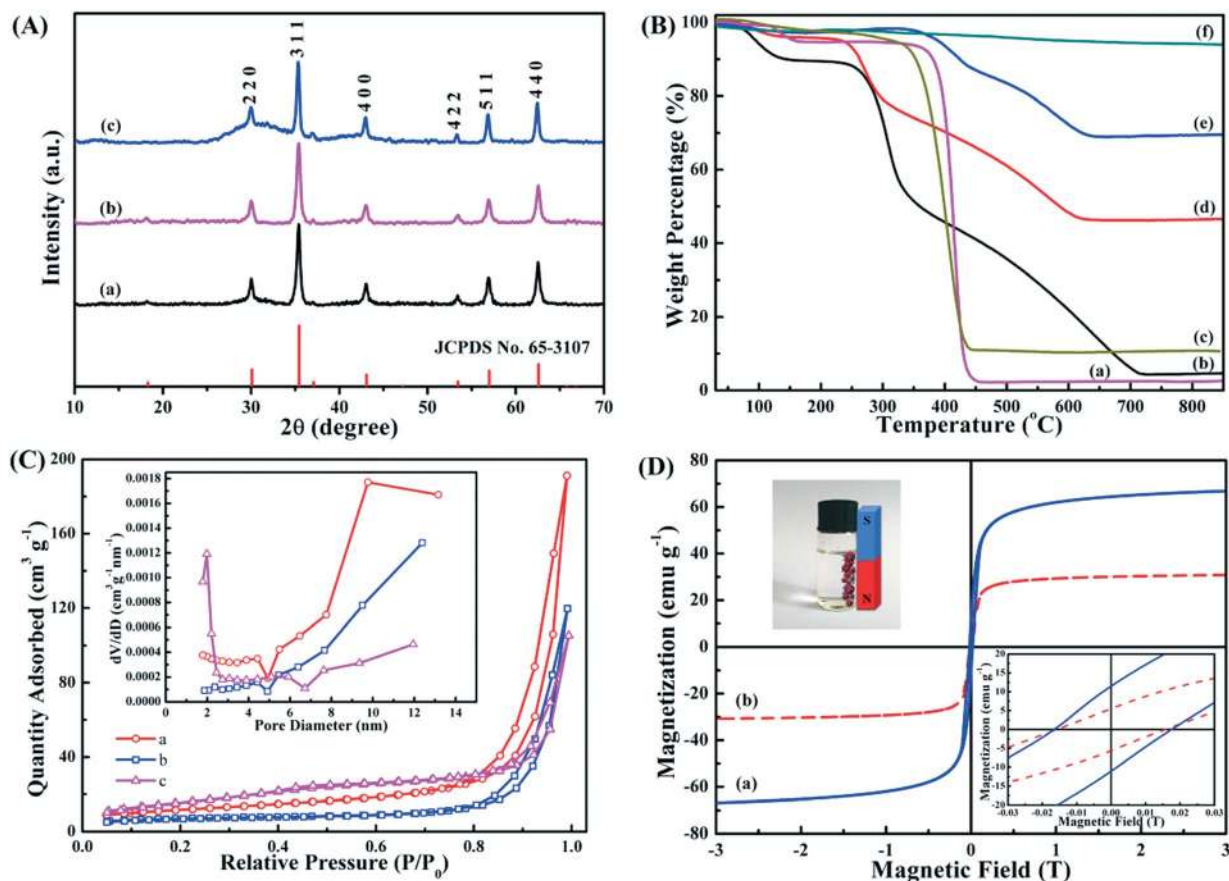 (A)
2 2 0
3 1 1
4 0 0
4 2 2
5 1 1
4 4 0
(c)
(b)
(a)
JCPDS No. 65-3107
Intensity (a.u.)
10 20 30 40 50 60 70
2θ (degree)
(B)
100
80
60
40
20
0
Weight Percentage (%)
(f)
(e)
(d)
(c)
(b)
(a)
100 200 300 400 500 600 700 800
Temperature (°C)
(C)
200
160
120
80
40
0
Quantity Adsorbed (cm³ g⁻¹)
0.0018
0.0016
0.0014
0.0012
0.0010
0.0008
0.0006
0.0004
0.0002
0.0000
dV/dD (cm³ g⁻¹ nm⁻¹)
0 2 4 6 8 10 12 14
Pore Diameter (nm)
a
b
c
0.0 0.2 0.4 0.6 0.8 1.0
Relative Pressure (P/P₀)
(D)
80
60
40
20
0
-20
-40
-60
-80
Magnetization (emu g⁻¹)
S
N
(b)
(a)
20
15
10
5
0
-5
-10
-15
-20
Magnetization (emu g⁻¹)
-0.03 -0.02 -0.01 0.00 0.01 0.02 0.03
Magnetic Field (T)
-3 -2 -1 0 1 2 3
Magnetic Field (T)